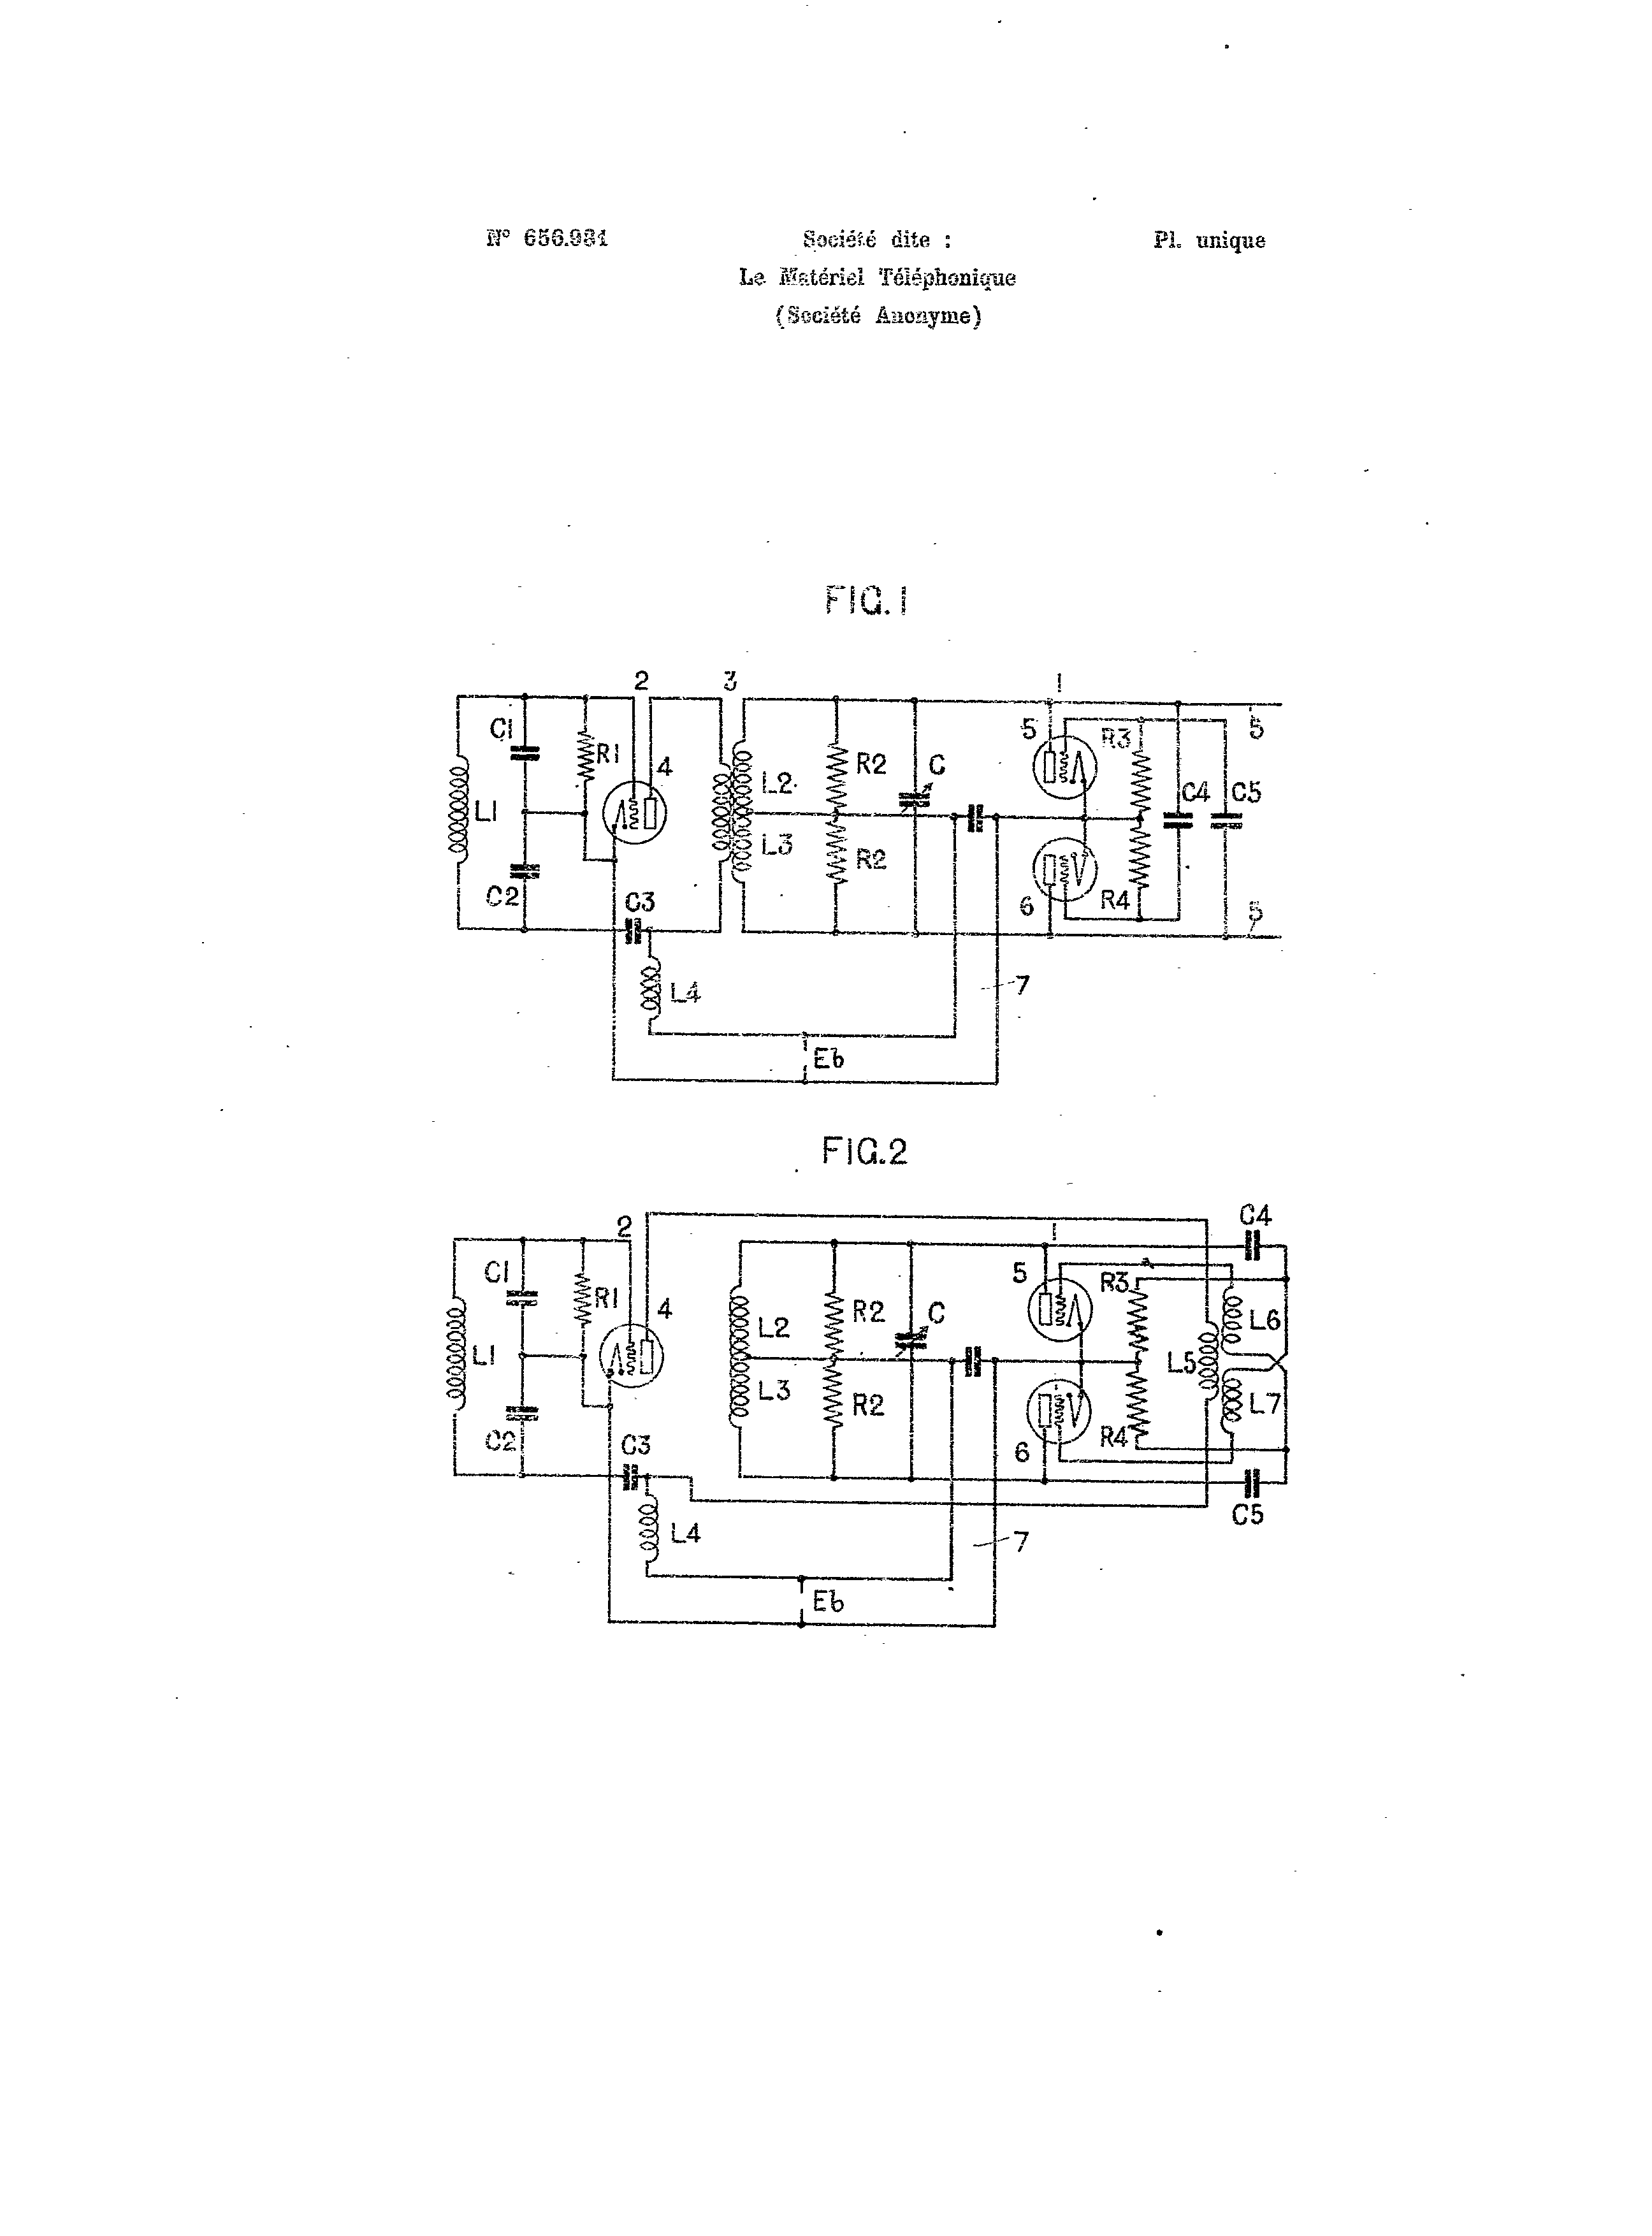 N° 656.981 Société dite : Pl. unique
Le Matériel Téléphonique
(Société Anonyme)
FIG.1
2 3 1
C1 R1 4 L2 R2 C 5 R3 5
L1 C4 C5
L3 R2
C2 C3 6 R4 5
L4 7
Eb
FIG.2
2 1 C4
C1 R1 4 L2 R2 C 5 R3 L6
L1 L5
L3 R2 L7
C2 C3 6 R4
C5
L4 7
Eb